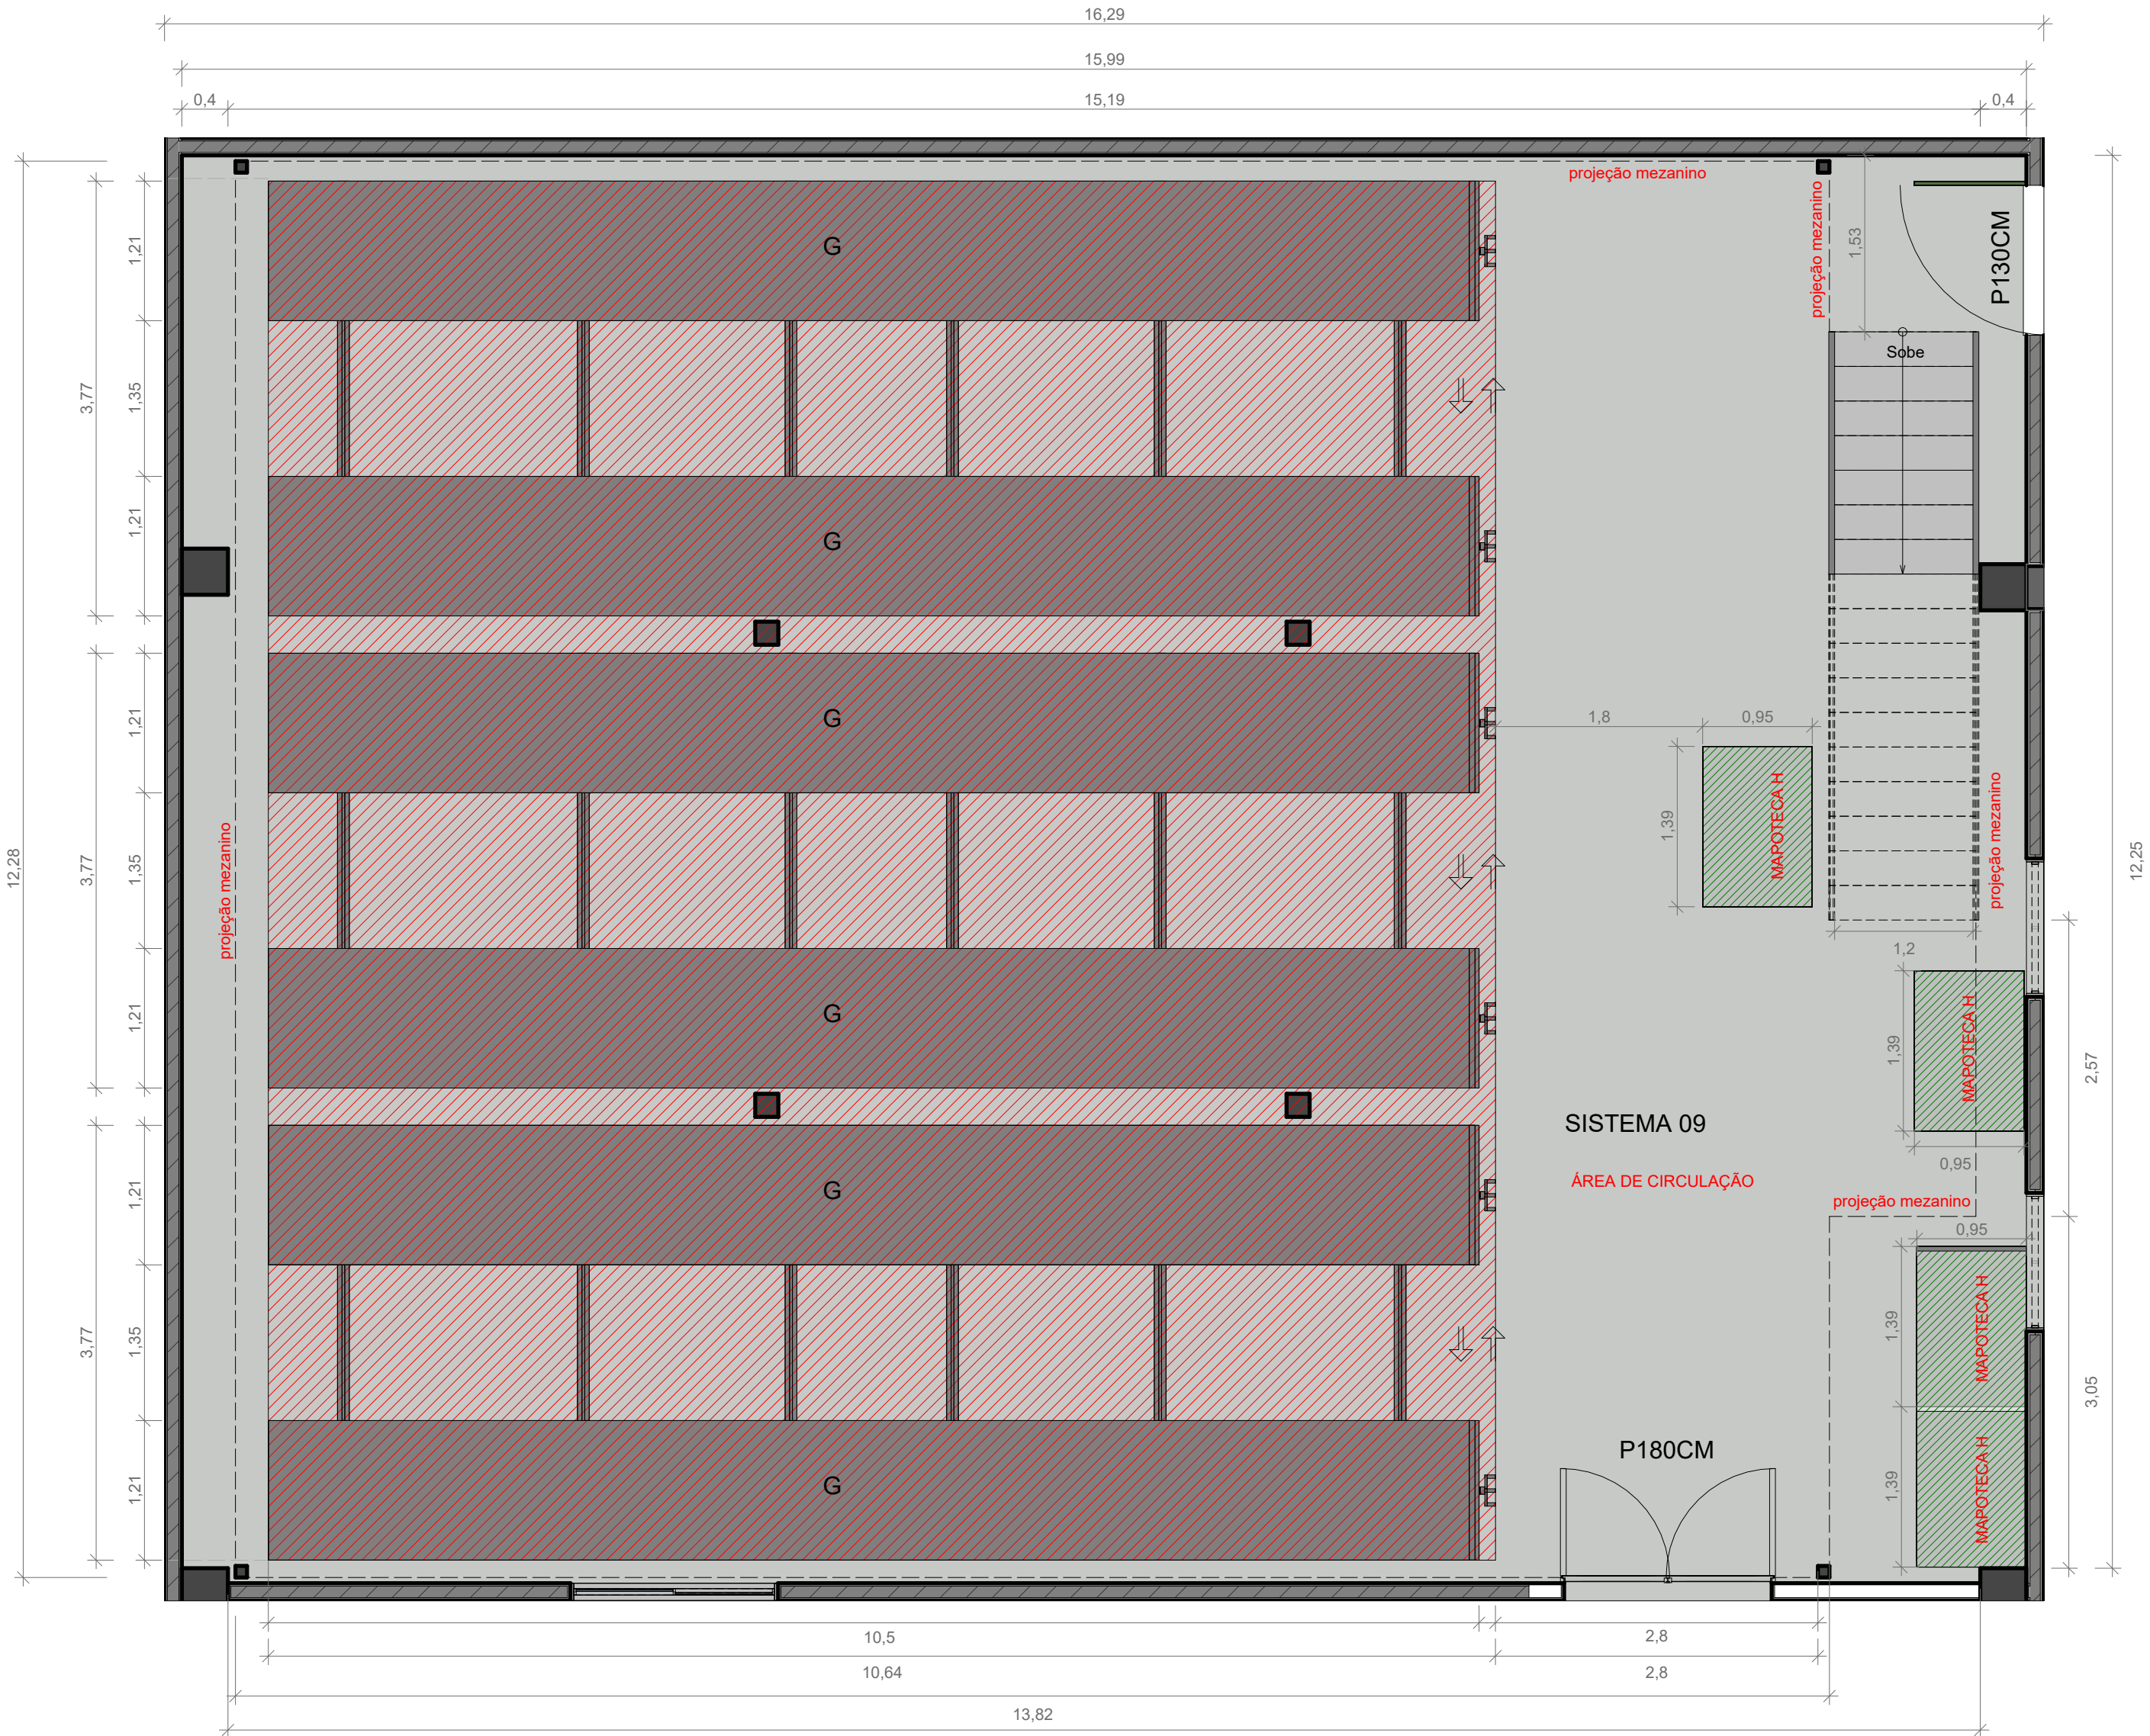 16,29
15,99
0,4
15,19
0,4
projeção mezanino
projeção mezanino
1,53
P130CM
Sobe
1,21
G
3,77
1,35
1,21
G
1,21
G
1,8
0,95
1,39
MAPOTECA H
projeção mezanino
12,28
3,77
1,35
projeção mezanino
12,25
1,2
1,21
G
1,39
MAPOTECA H
2,57
0,95
SISTEMA 09
ÁREA DE CIRCULAÇÃO
projeção mezanino
1,21
G
0,95
3,77
1,35
1,39
MAPOTECA H
3,05
P180CM
1,21
G
1,39
MAPOTECA H
10,5
2,8
10,64
2,8
13,82